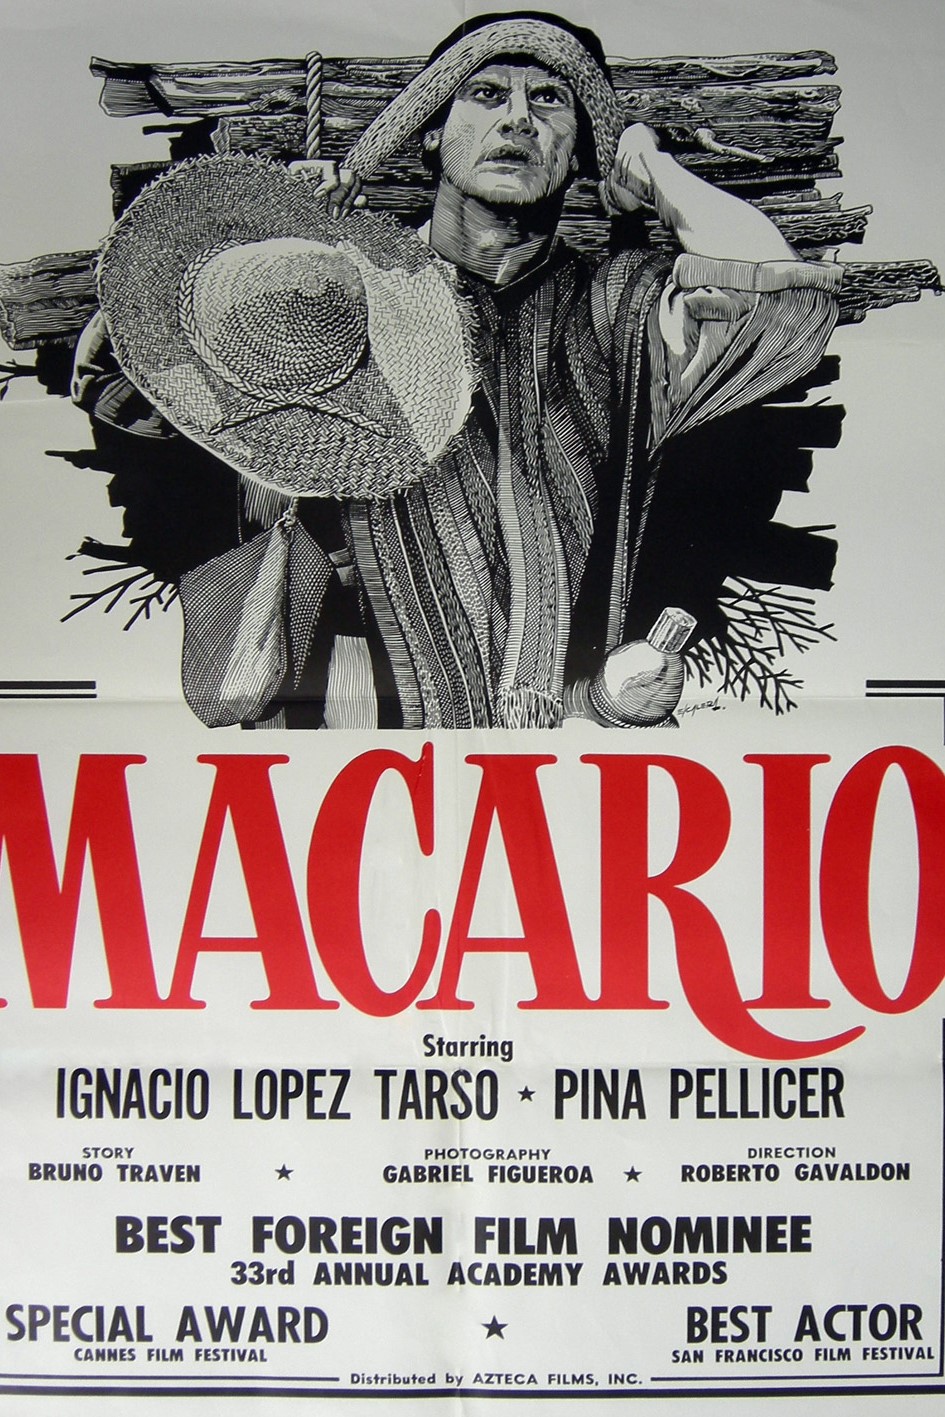 ESCALERA.
MACARIO
Starring
IGNACIO LOPEZ TARSO ★ PINA PELLICER
STORY
BRUNO TRAVEN
★
PHOTOGRAPHY
GABRIEL FIGUEROA
★
DIRECTION
ROBERTO GAVALDON
BEST FOREIGN FILM NOMINEE
33rd ANNUAL ACADEMY AWARDS
SPECIAL AWARD
CANNES FILM FESTIVAL
★
BEST ACTOR
SAN FRANCISCO FILM FESTIVAL
Distributed by AZTECA FILMS, INC.